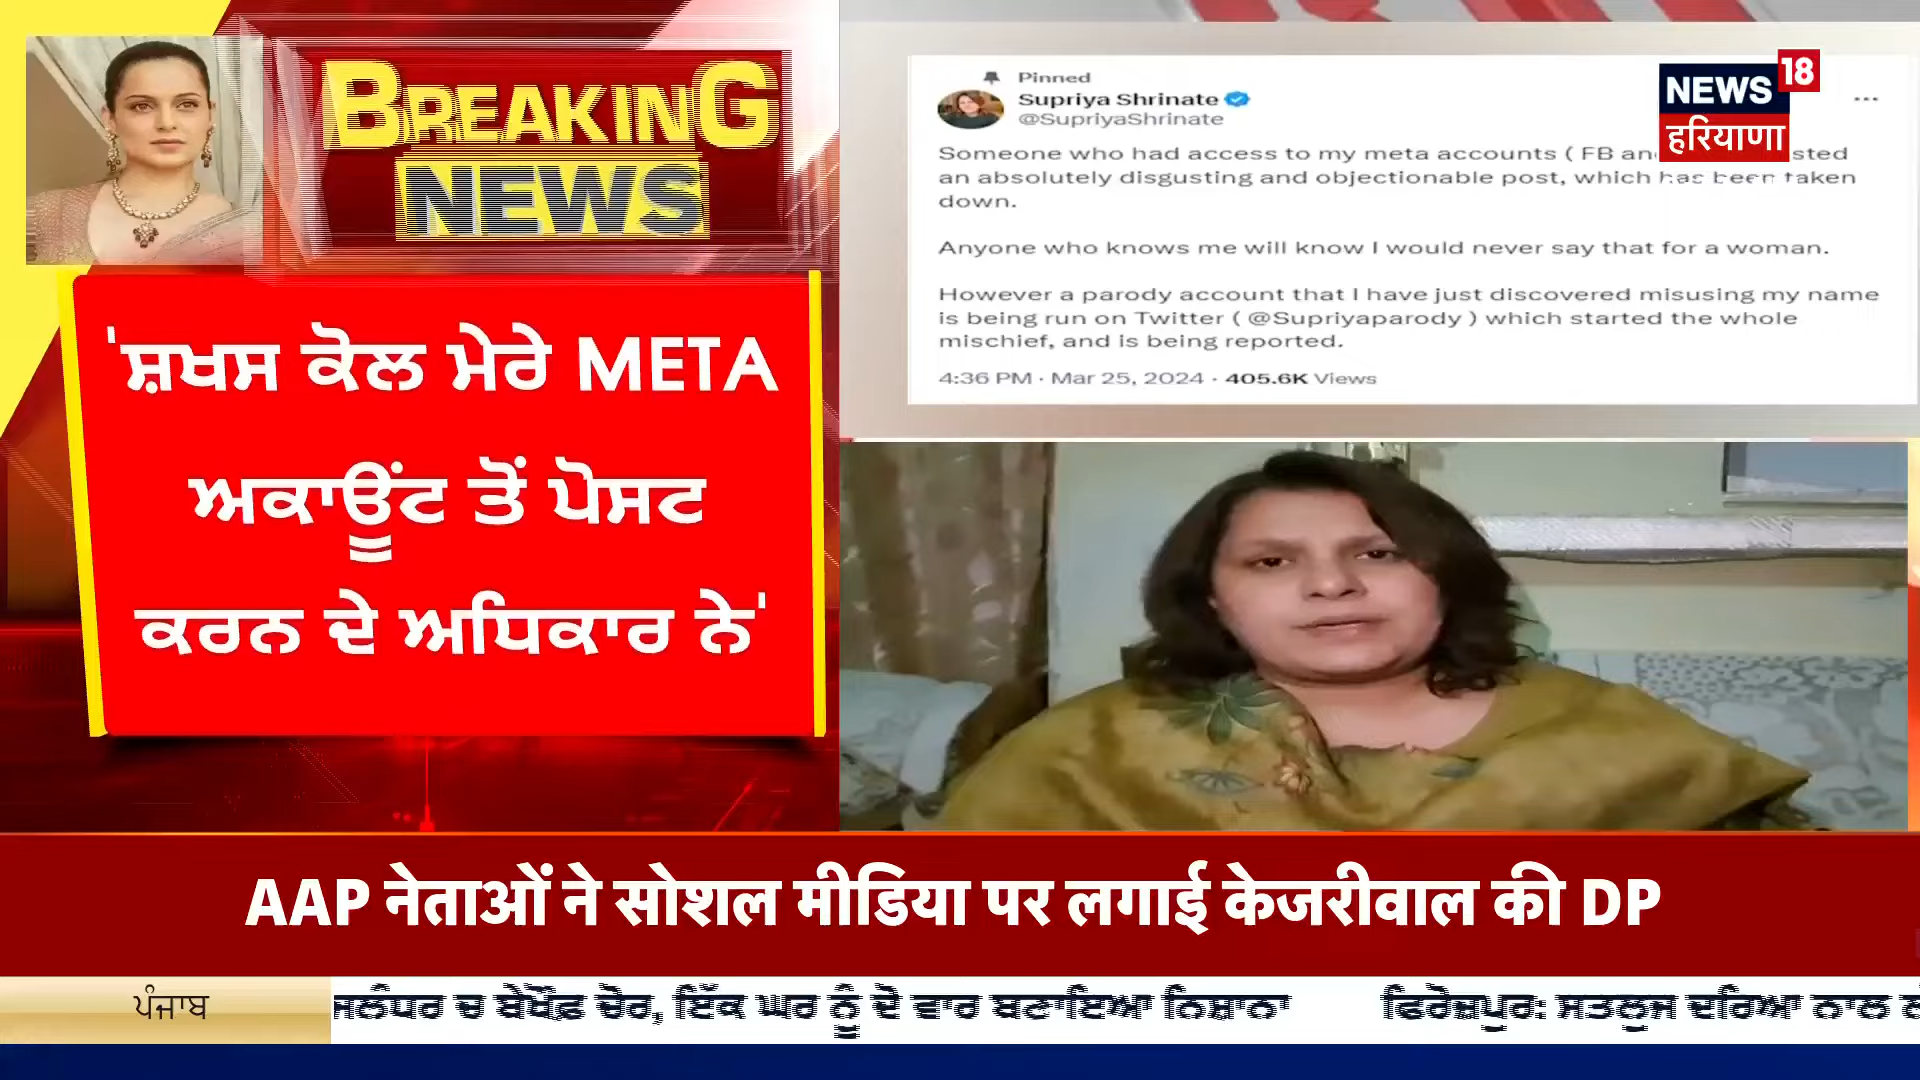 BREAKING
NEWS
'ਸ਼ਖਸ ਕੋਲ ਮੇਰੇ META
ਅਕਾਊਂਟ ਤੋਂ ਪੋਸਟ
ਕਰਨ ਦੇ ਅਧਿਕਾਰ ਨੇ'
Pinned
Supriya Shrinate
@SupriyaShrinate
Someone who had access to my meta accounts ( FB
an absolutely disgusting and objectionable post, which has been taken
down.
Anyone who knows me will know I would never say that for a woman.
However a parody account that I have just discovered misusing my name
is being run on Twitter ( @Supriyaparody ) which started the whole
mischief, and is being reported.
4:36 PM · Mar 25, 2024 · 405.6K Views
NEWS 18
हरियाणा
AAP नेताओं ने सोशल मीडिया पर लगाई केजरीवाल की DP
ਪੰਜਾਬ
ਜਲੰਧਰ ਚ ਬੇਖੌਫ਼ ਚੋਰ, ਇੱਕ ਘਰ ਨੂੰ ਦੋ ਵਾਰ ਬਣਾਇਆ ਨਿਸ਼ਾਨਾ ਫਿਰੋਜ਼ਪੁਰ: ਸਤਲੁਜ ਦਰਿਆ ਨਾਲ